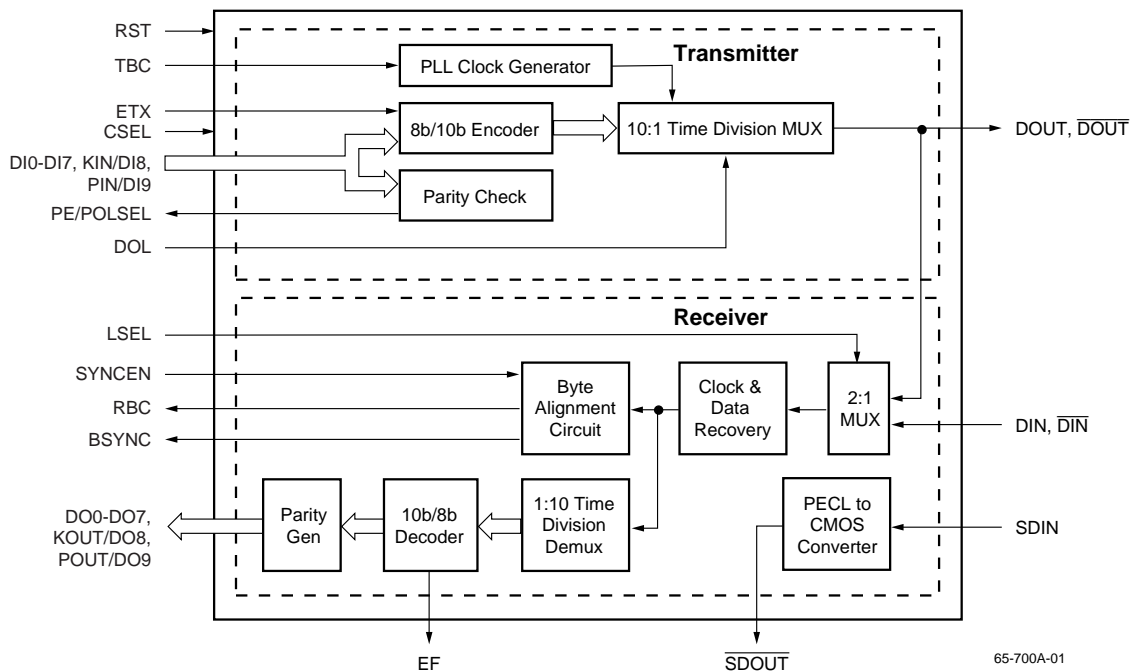 RST
Transmitter
TBC
PLL Clock Generator
ETX
CSEL
8b/10b Encoder
10:1 Time Division MUX
DOUT, D̅O̅U̅T̅
DI0-DI7, KIN/DI8,
PIN/DI9
Parity Check
PE/POLSEL
DOL
LSEL
Receiver
SYNCEN
RBC
BSYNC
Byte
Alignment
Circuit
Clock &
Data
Recovery
2:1
MUX
DIN, D̅I̅N̅
DO0-DO7,
KOUT/DO8,
POUT/DO9
Parity
Gen
10b/8b
Decoder
1:10 Time
Division
Demux
PECL to
CMOS
Converter
SDIN
EF
S̅D̅O̅U̅T̅
65-700A-01